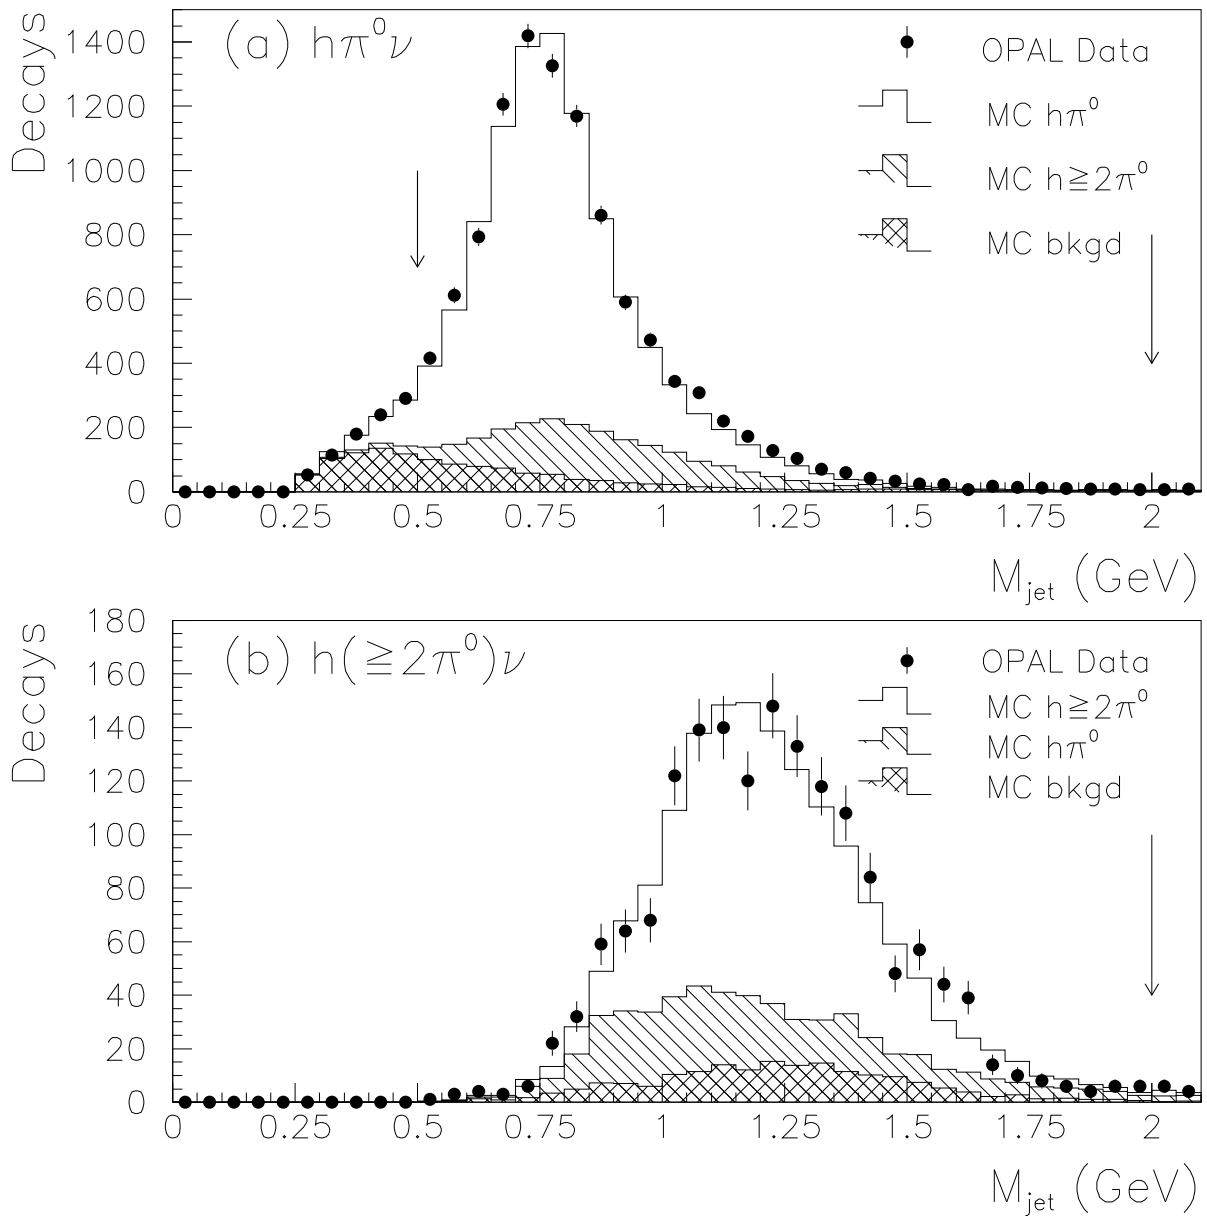 (a) hπ⁰ν
Decays
1400
1200
1000
800
600
400
200
0
OPAL Data
MC hπ⁰
MC h≧2π⁰
MC bkgd
0 0.25 0.5 0.75 1 1.25 1.5 1.75 2
M_jet (GeV)
(b) h(≧2π⁰)ν
Decays
180
160
140
120
100
80
60
40
20
0
OPAL Data
MC h≧2π⁰
MC hπ⁰
MC bkgd
0 0.25 0.5 0.75 1 1.25 1.5 1.75 2
M_jet (GeV)